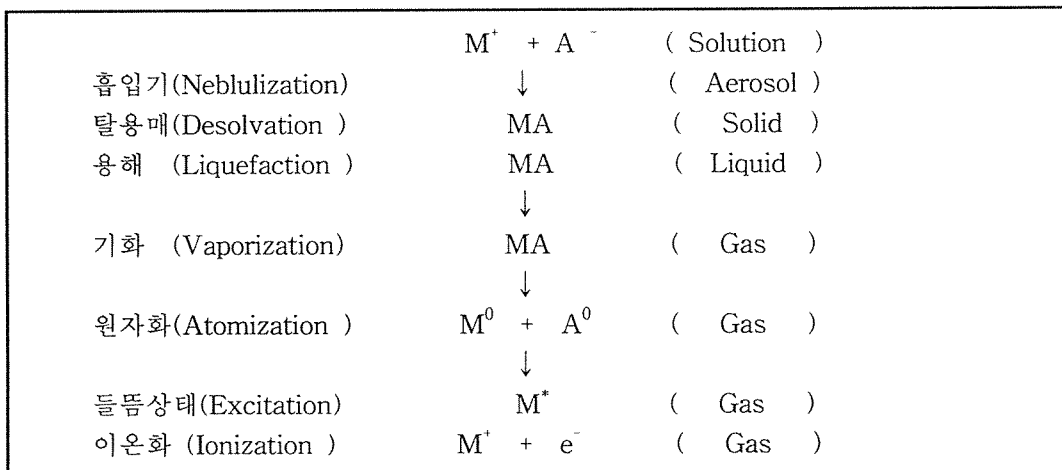 M⁺ + A⁻ ( Solution )
흡입기(Neblulization) ↓ ( Aerosol )
탈용매(Desolvation ) MA ( Solid )
용해 (Liquefaction ) MA ( Liquid )
↓
기화 (Vaporization) MA ( Gas )
↓
원자화(Atomization ) M⁰ + A⁰ ( Gas )
↓
들뜸상태(Excitation) M* ( Gas )
이온화 (Ionization ) M⁺ + e⁻ ( Gas )